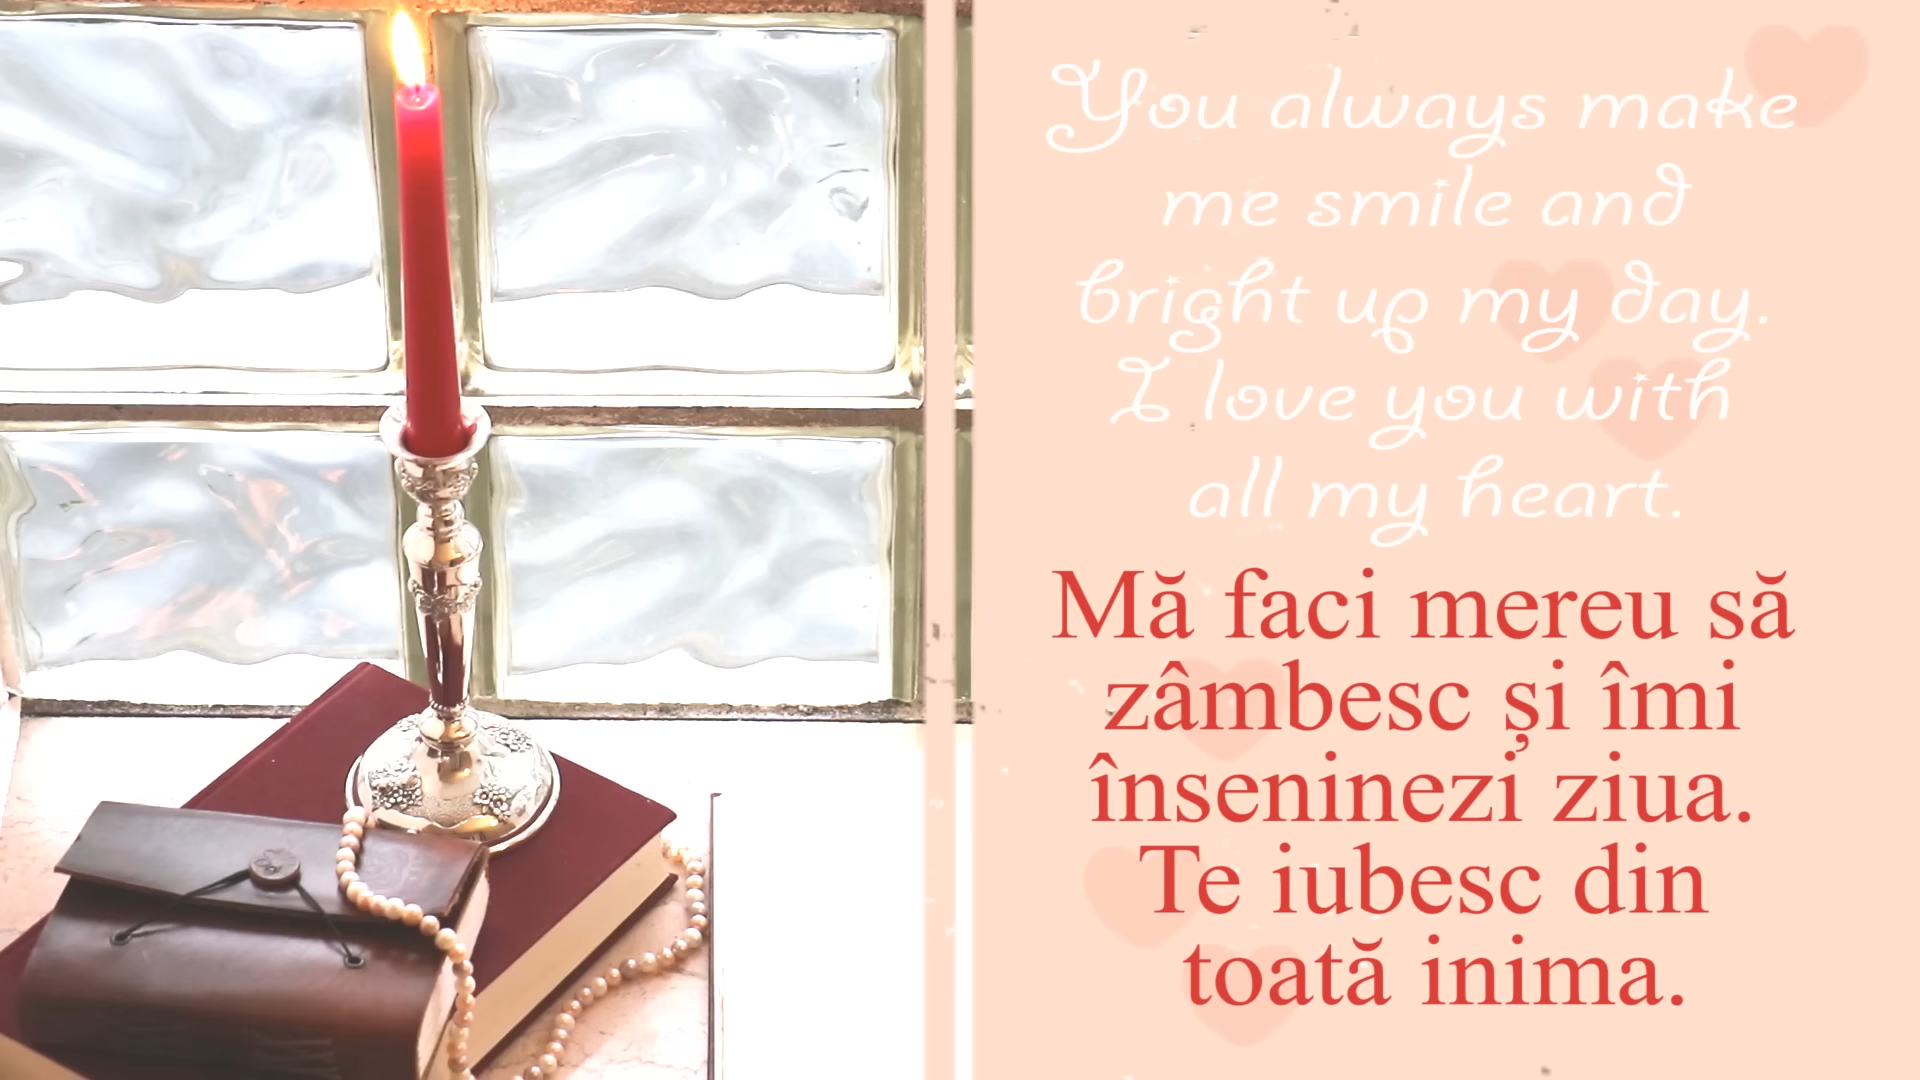 You always make
me smile and
bright up my day.
I love you with
all my heart.
Mă faci mereu să
zâmbesc și îmi
înseninezi ziua.
Te iubesc din
toată inima.